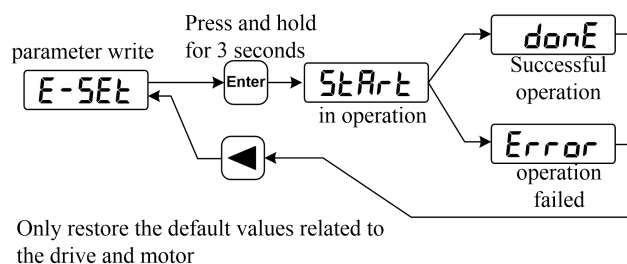 Press and hold
for 3 seconds
parameter write
E-SEt
Enter
StArt
in operation
donE
Successful
operation
Error
operation
failed
Only restore the default values related to
the drive and motor